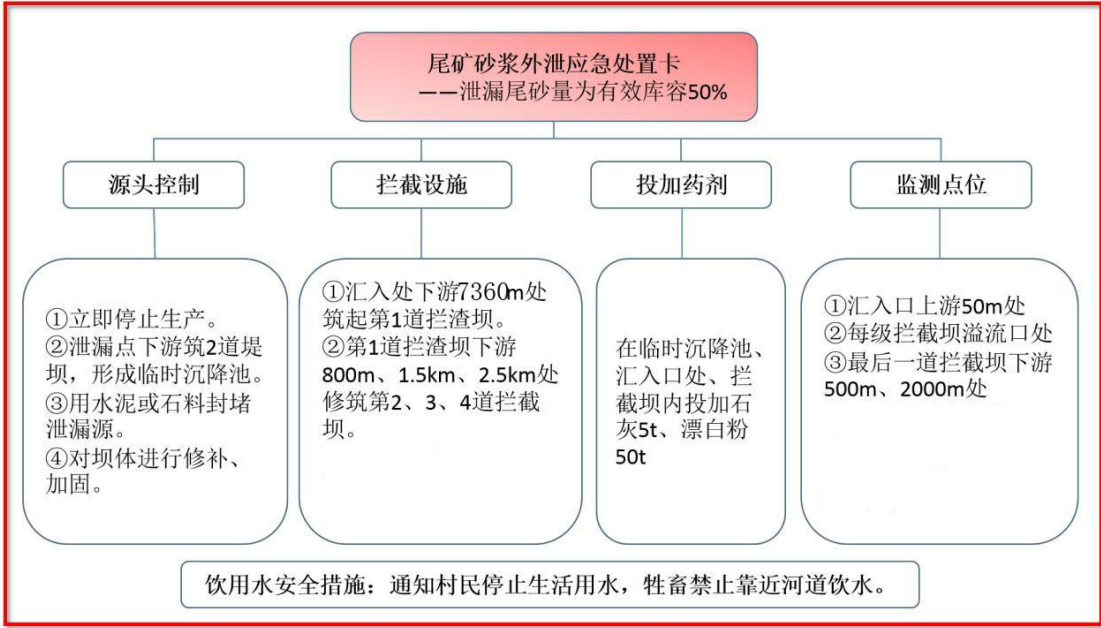 尾矿砂浆外泄应急处置卡
——泄漏尾砂量为有效库容50%
源头控制
拦截设施
投加药剂
监测点位
①立即停止生产。
②泄漏点下游筑2道堤
坝，形成临时沉降池。
③用水泥或石料封堵
泄漏源。
④对坝体进行修补、
加固。
①汇入处下游7360m处
筑起第1道拦渣坝。
②第1道拦渣坝下游
800m、1.5km、2.5km处
修筑第2、3、4道拦截
坝。
在临时沉降池、
汇入口处、拦
截坝内投加石
灰5t、漂白粉
50t
①汇入口上游50m处
②每级拦截坝溢流口处
③最后一道拦截坝下游
500m、2000m处
饮用水安全措施：通知村民停止生活用水，牲畜禁止靠近河道饮水。